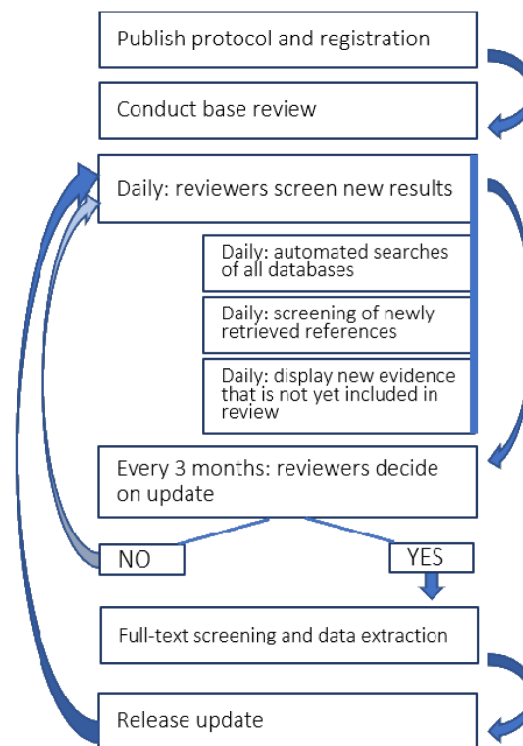 Publish protocol and registration
Conduct base review
Daily: reviewers screen new results
Daily: automated searches
of all databases
Daily: screening of newly
retrieved references
Daily: display new evidence
that is not yet included in
review
Every 3 months: reviewers decide
on update
NO
YES
Full-text screening and data extraction
Release update